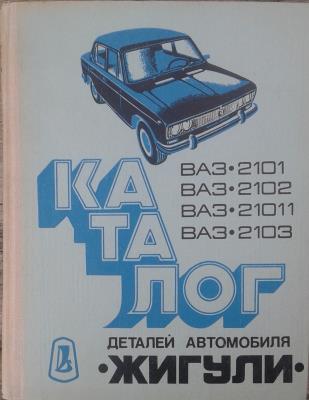 ВАЗ•2101
ВАЗ•2102
ВАЗ•21011
ВАЗ•2103
КА
ТА
ЛОГ
ДЕТАЛЕЙ АВТОМОБИЛЯ
•ЖИГУЛИ•